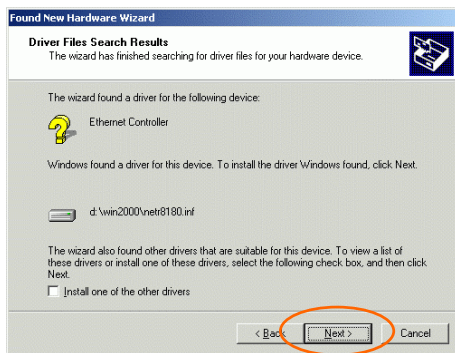 Found New Hardware Wizard
Driver Files Search Results
The wizard has finished searching for driver files for your hardware device.
The wizard found a driver for the following device:
Ethernet Controller
Windows found a driver for this device. To install the driver Windows found, click Next.
d:\win2000\netr8180.inf
The wizard also found other drivers that are suitable for this device. To view a list of
these drivers or install one of these drivers, select the following check box, and then click
Next.
Install one of the other drivers
< Back Next > Cancel